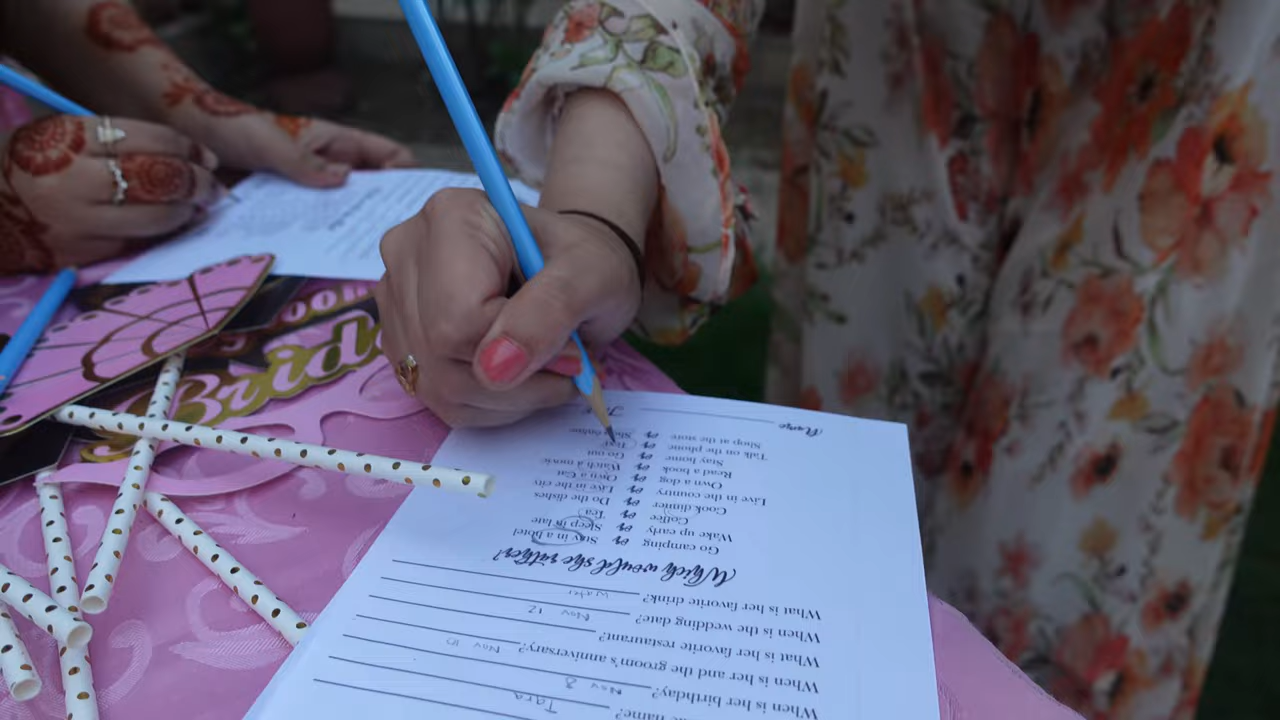 Bride
name? Tara
When is her birthday? Nov 8
When is her and the groom's anniversary? Nov 10
What is her favorite restaurant?
When is the wedding date? Nov 12
What is her favorite drink? water
Which would she rather?
Go camping or Stay in a hotel
Wake up early or Sleep in late
Coffee or Tea
Cook dinner or Do the dishes
Live in the country or Live in the city
Own a dog or Own a Cat
Read a book or Watch a movie
Stay home or Go out
Talk on the phone or Text
Shop at the store or Shop online
Name